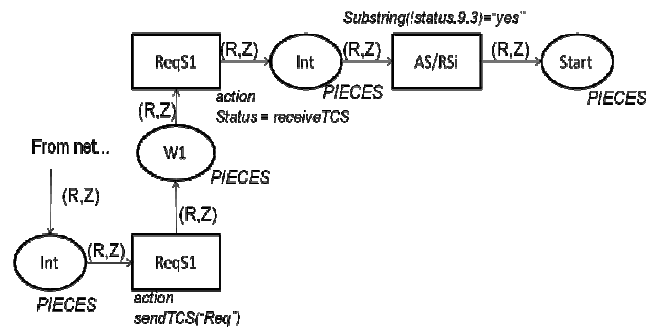 Substring(!status.9.3)="yes"
ReqS1
(R,Z)
Int
(R,Z)
AS/RSi
(R,Z)
Start
PIECES
PIECES
action
Status = receiveTCS
(R,Z)
From net...
W1
PIECES
(R,Z)
(R,Z)
Int
(R,Z)
ReqS1
PIECES
action
sendTCS("Req")